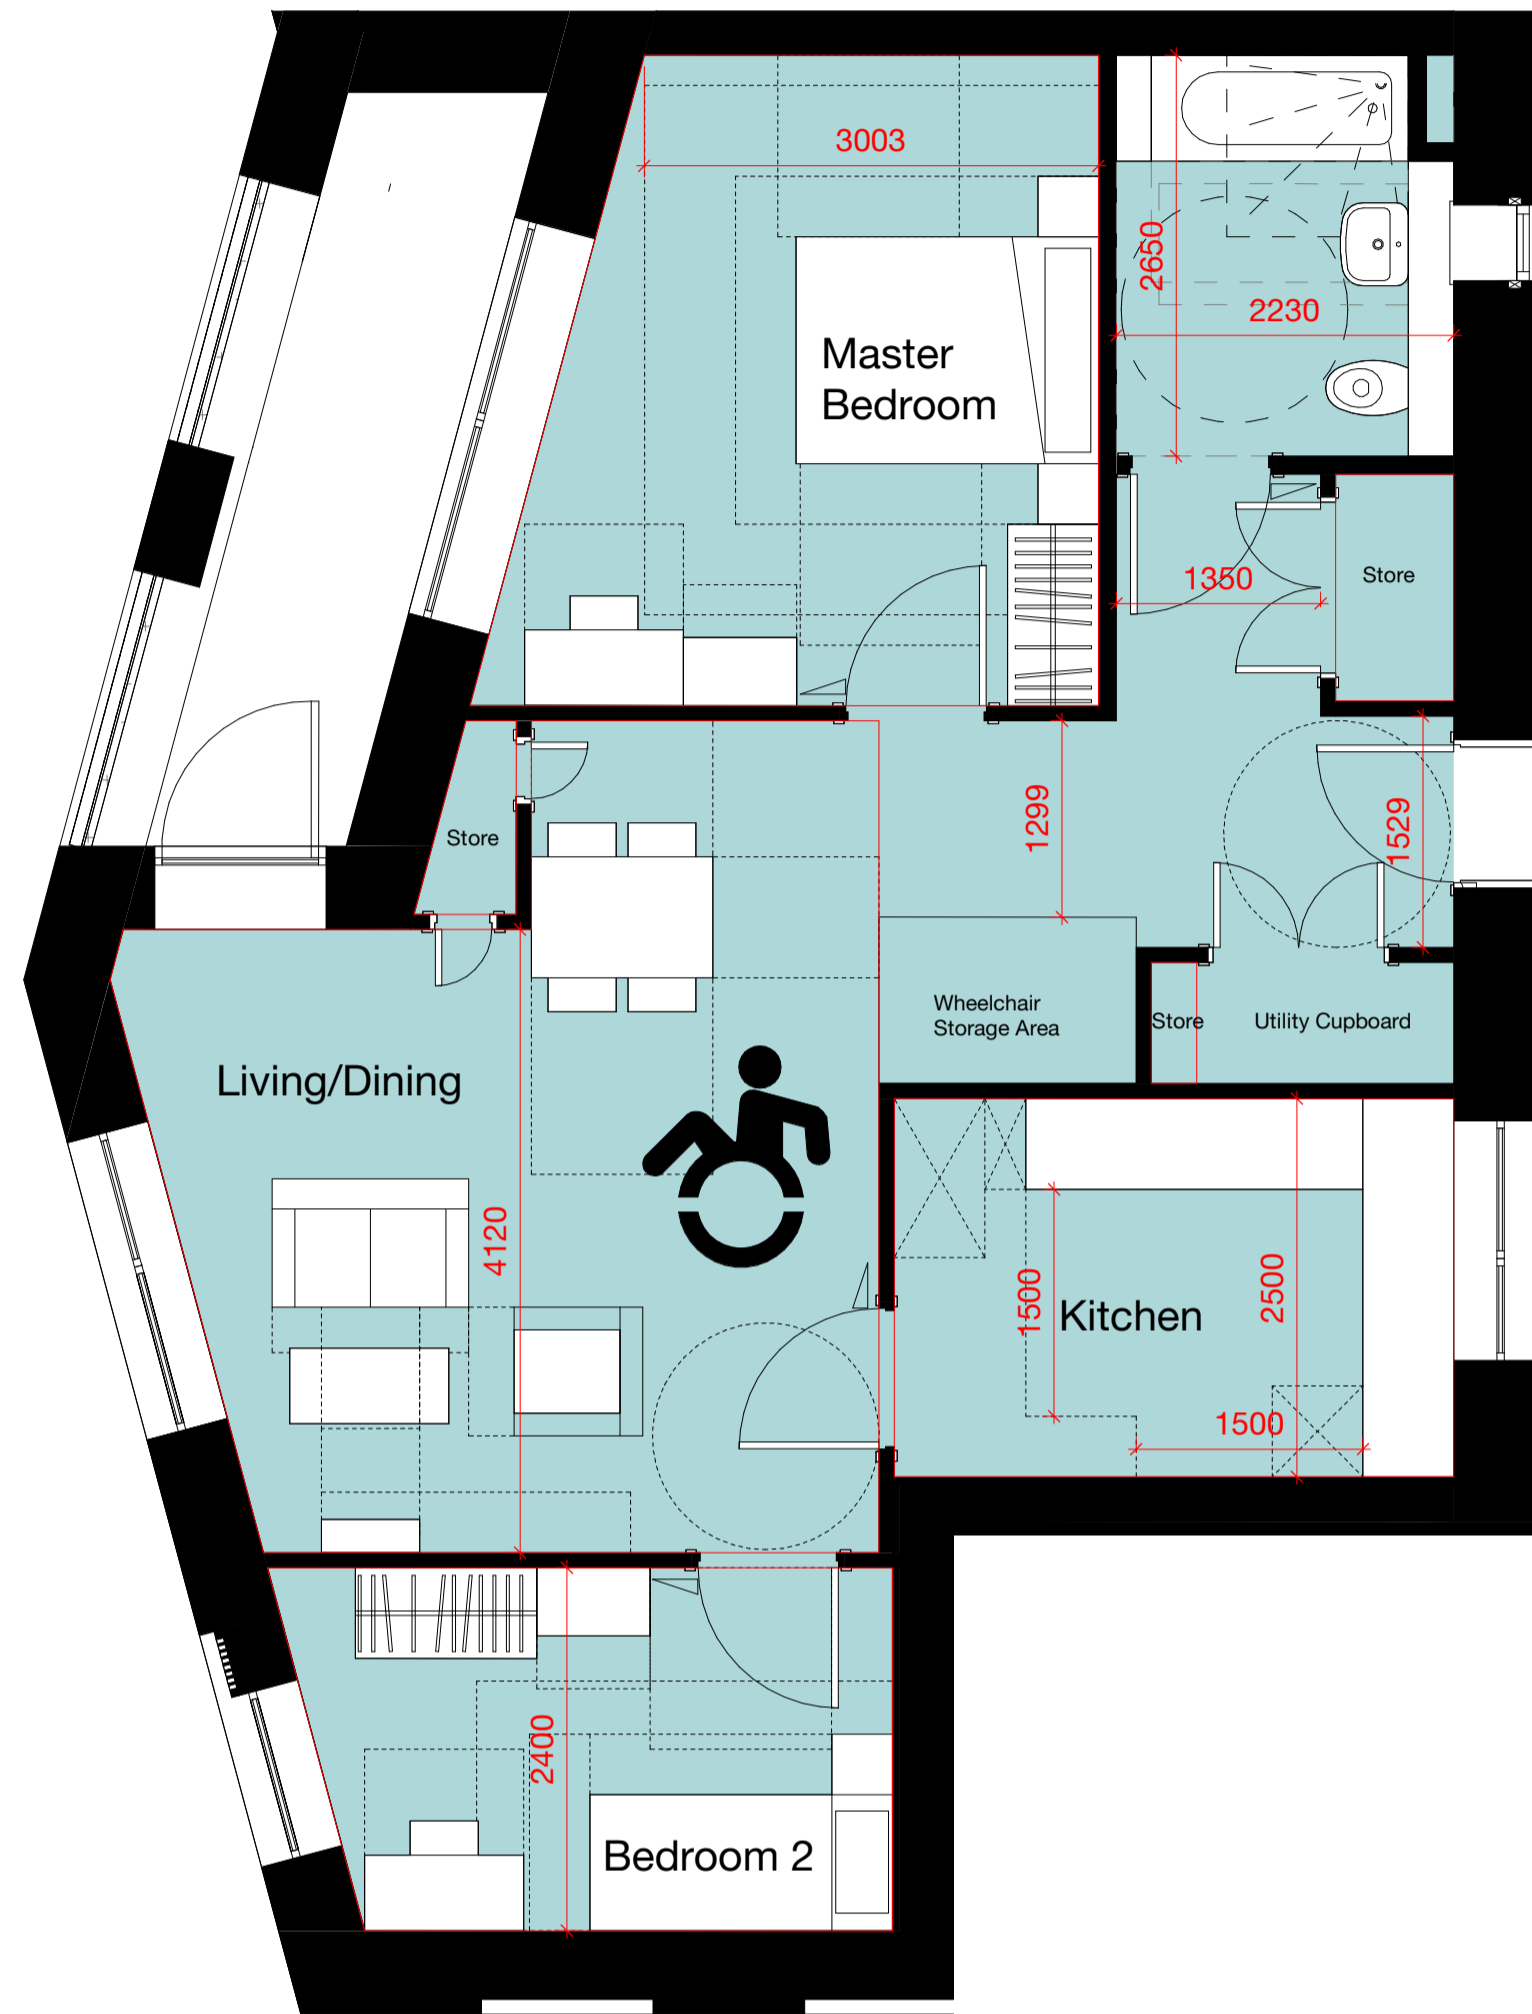 3003
2650
2230
Master
Bedroom
1350
Store
1299
1529
Store
Wheelchair
Storage Area
Store
Utility Cupboard
Living/Dining
4120
1500
Kitchen
2500
1500
2400
Bedroom 2